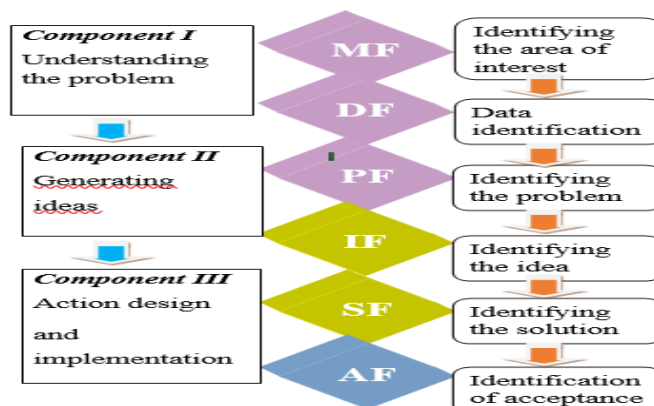 Component I
Understanding
the problem
Component II
Generating
ideas
Component III
Action design
and
implementation
MF
DF
PF
IF
SF
AF
Identifying
the area of
interest
Data
identification
Identifying
the problem
Identifying
the idea
Identifying
the solution
Identification
of acceptance